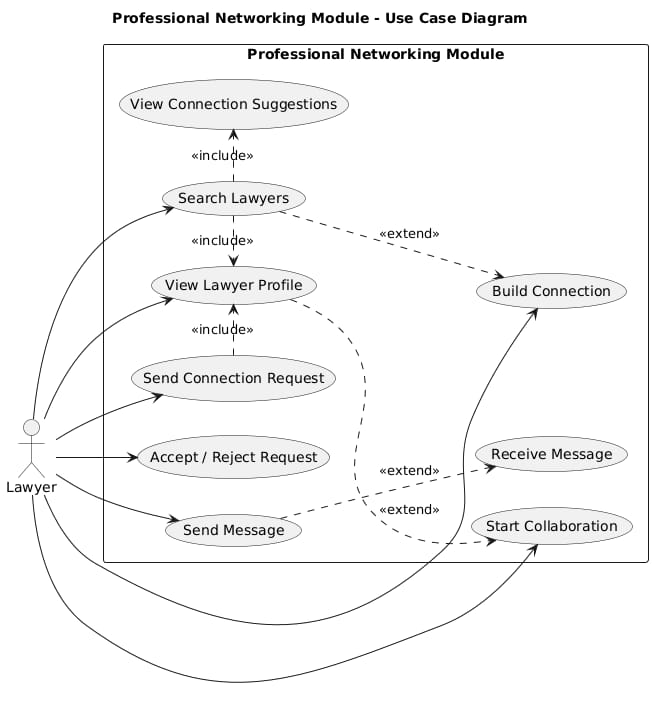 Professional Networking Module - Use Case Diagram
Professional Networking Module
View Connection Suggestions
«include»
Search Lawyers
«include»
«extend»
View Lawyer Profile
Build Connection
«include»
Send Connection Request
Accept / Reject Request
Receive Message
«extend»
Lawyer
«extend»
Send Message
Start Collaboration